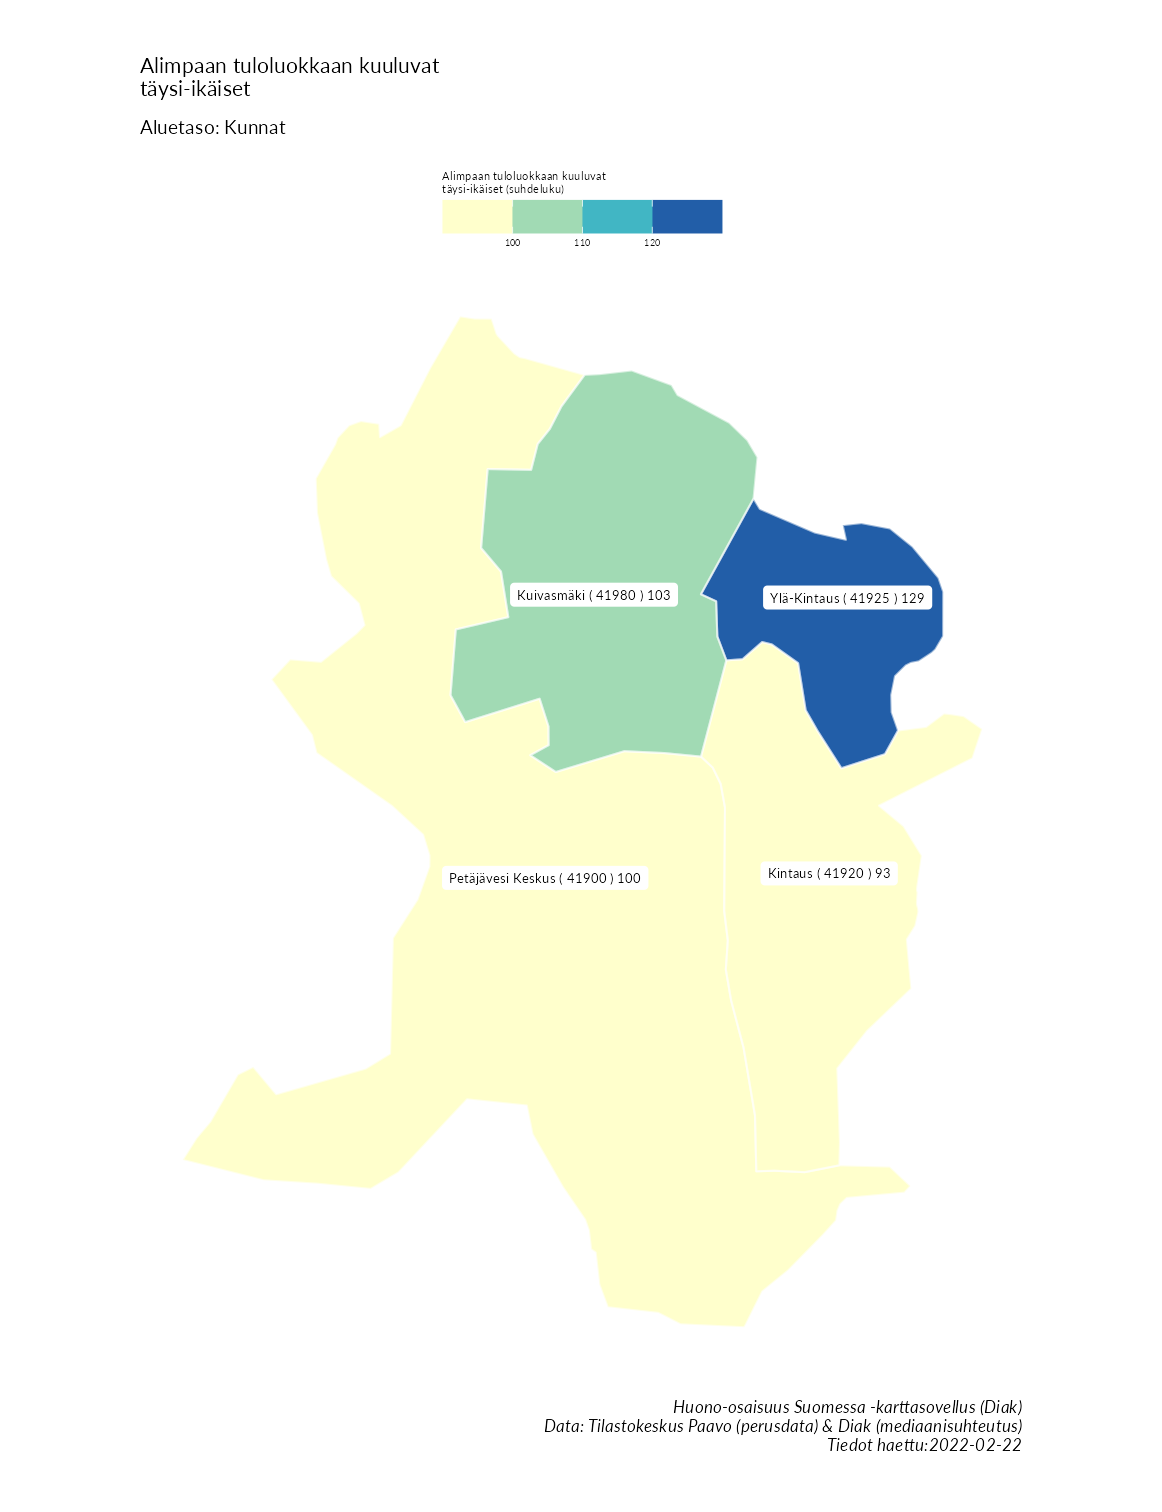 Alimpaan tuloluokkaan kuuluvat
täysi-ikäiset
Aluetaso: Kunnat
Alimpaan tuloluokkaan kuuluvat
täysi-ikäiset (suhdeluku)
100 110 120
Kuivasmäki ( 41980 ) 103
Ylä-Kintaus ( 41925 ) 129
Kintaus ( 41920 ) 93
Petäjävesi Keskus ( 41900 ) 100
Huono-osaisuus Suomessa -karttasovellus (Diak)
Data: Tilastokeskus Paavo (perusdata) & Diak (mediaanisuhteutus)
Tiedot haettu:2022-02-22